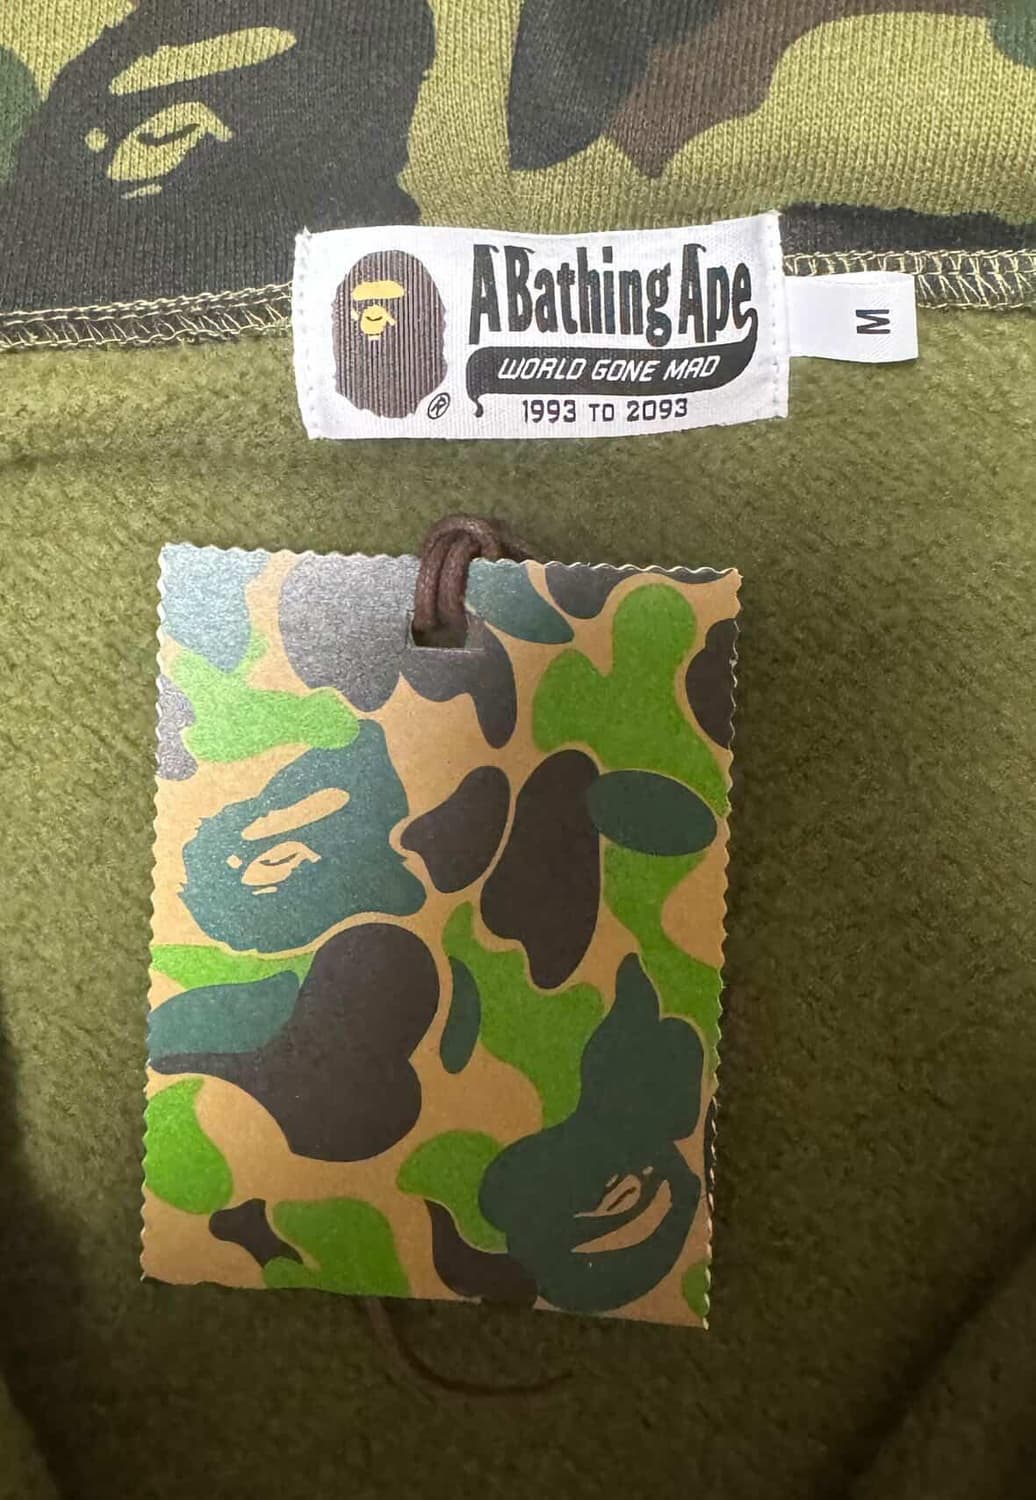 A Bathing Ape
WORLD GONE MAD
1993 TO 2093
®
M